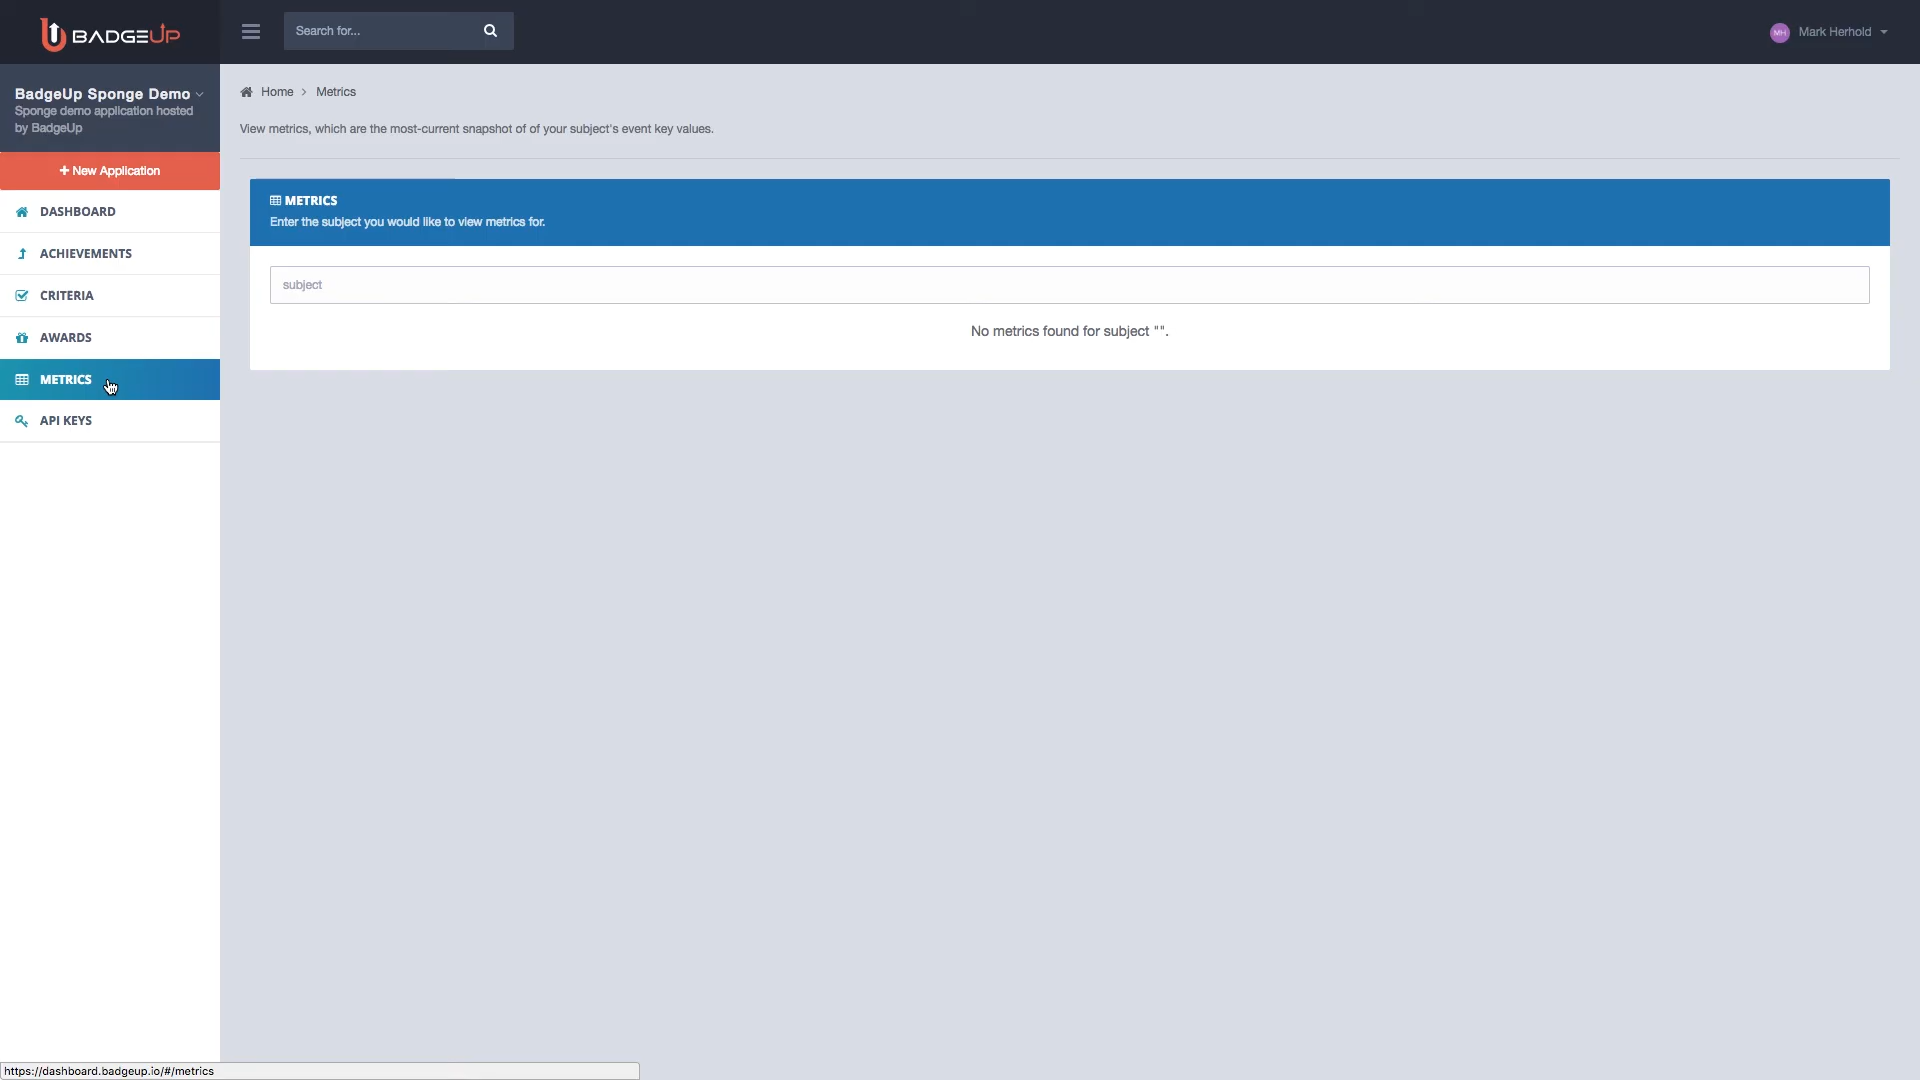 BADGEUP
Search for...
MH
Mark Herhold
BadgeUp Sponge Demo
Sponge demo application hosted
by BadgeUp
New Application
DASHBOARD
ACHIEVEMENTS
CRITERIA
AWARDS
METRICS
API KEYS
Home
Metrics
View metrics, which are the most-current snapshot of of your subject's event key values.
METRICS
Enter the subject you would like to view metrics for.
subject
No metrics found for subject "".
https://dashboard.badgeup.io/#/metrics